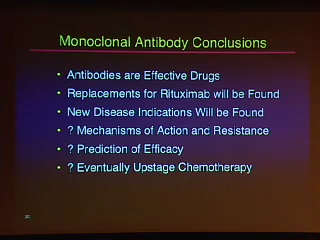 Monoclonal Antibody Conclusions
• Antibodies are Effective Drugs
• Replacements for Rituximab will be Found
• New Disease Indications Will be Found
• ? Mechanisms of Action and Resistance
• ? Prediction of Efficacy
• ? Eventually Upstage Chemotherapy